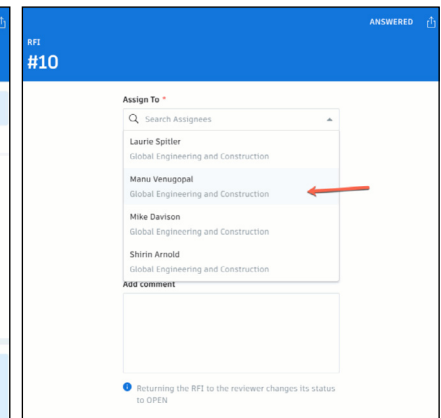 ANSWERED
RFI
#10
Assign To *
Search Assignees
Laurie Spitler
Global Engineering and Construction
Manu Venugopal
Global Engineering and Construction
Mike Davison
Global Engineering and Construction
Shirin Arnold
Global Engineering and Construction
Add comment
Returning the RFI to the reviewer changes its status
to OPEN